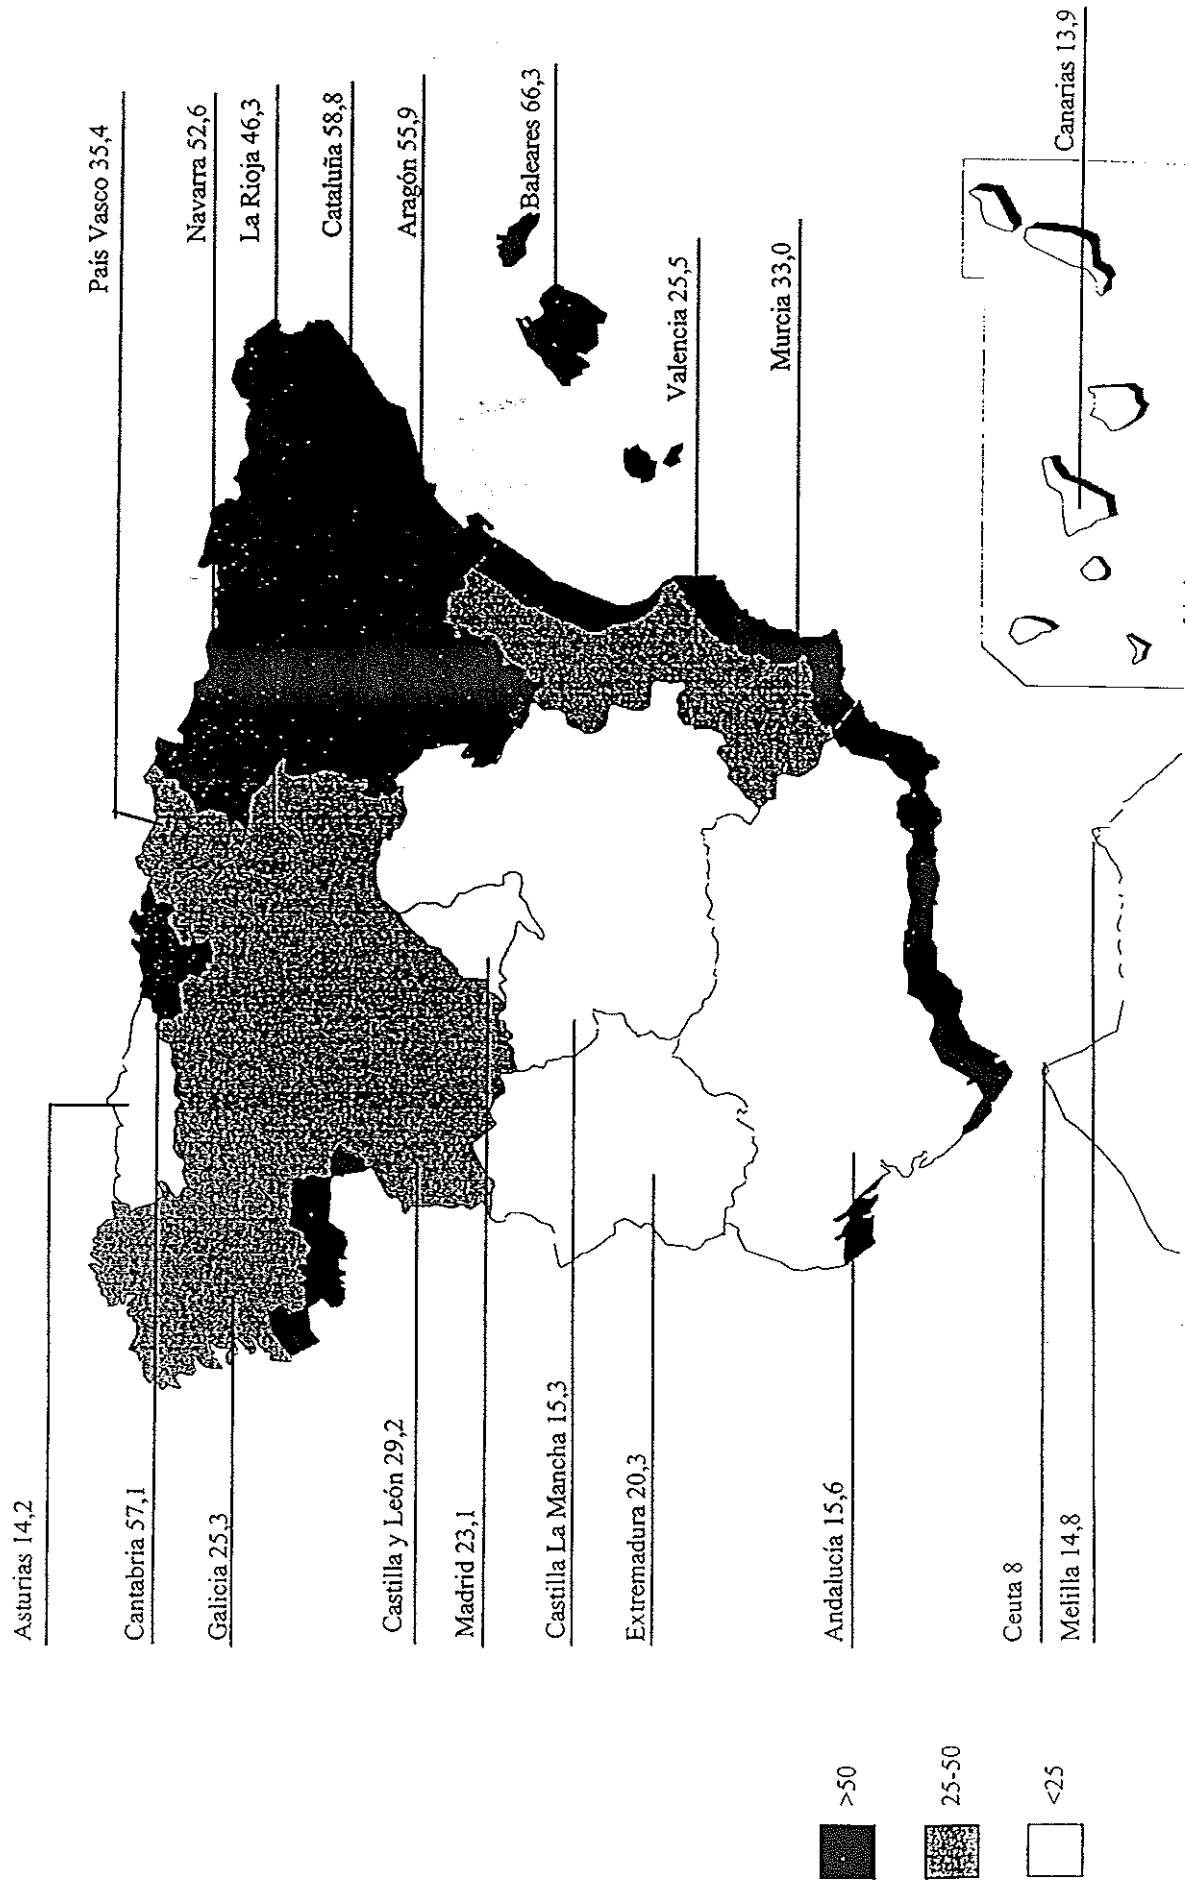 Asturias 14,2
Cantabria 57,1
Galicia 25,3
Castilla y León 29,2
Madrid 23,1
Castilla La Mancha 15,3
Extremadura 20,3
Andalucía 15,6
Ceuta 8
Melilla 14,8
País Vasco 35,4
Navarra 52,6
La Rioja 46,3
Cataluña 58,8
Aragón 55,9
Baleares 66,3
Valencia 25,5
Murcia 33,0
Canarias 13,9
>50
25-50
<25